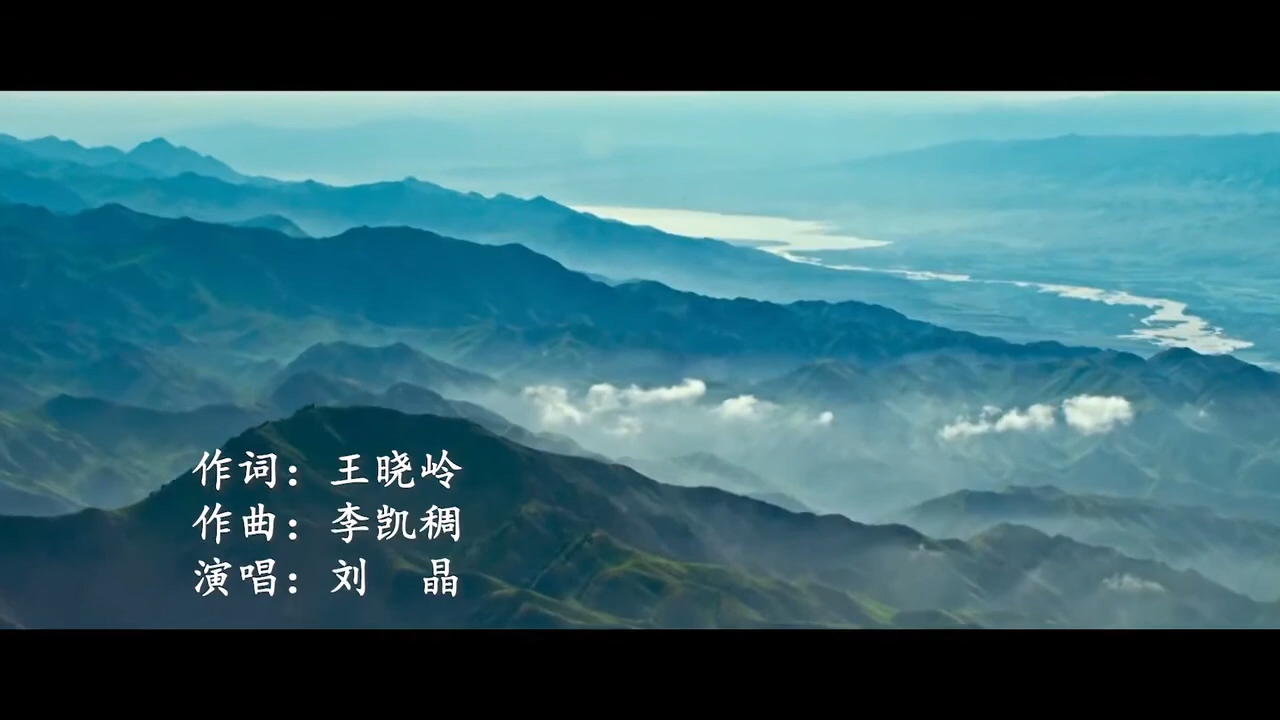 作词：王晓岭
作曲：李凯稠
演唱：刘　晶